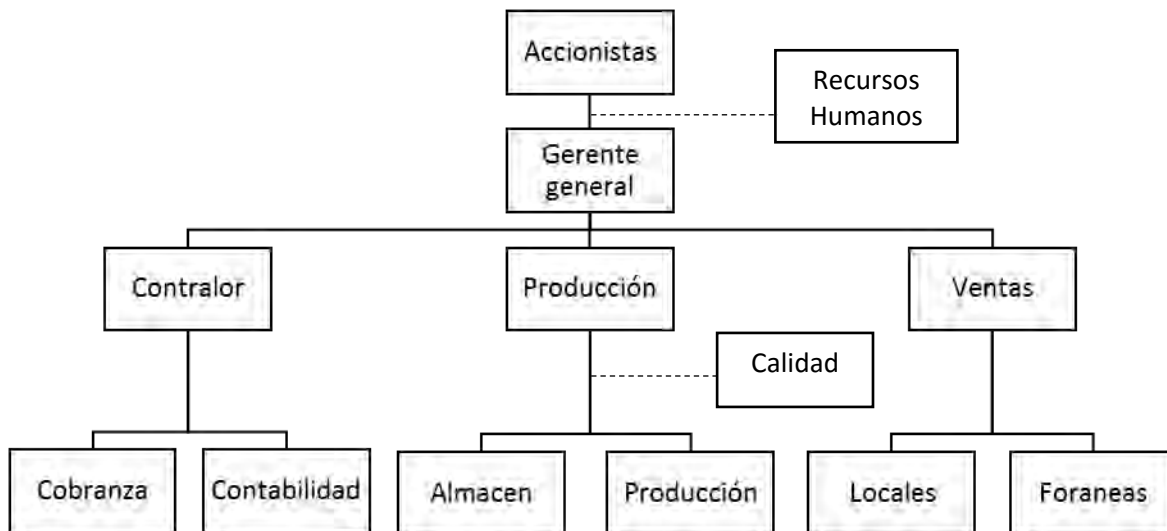 Accionistas
Recursos
Humanos
Gerente
general
Contralor
Producción
Ventas
Calidad
Cobranza
Contabilidad
Almacen
Producción
Locales
Foraneas